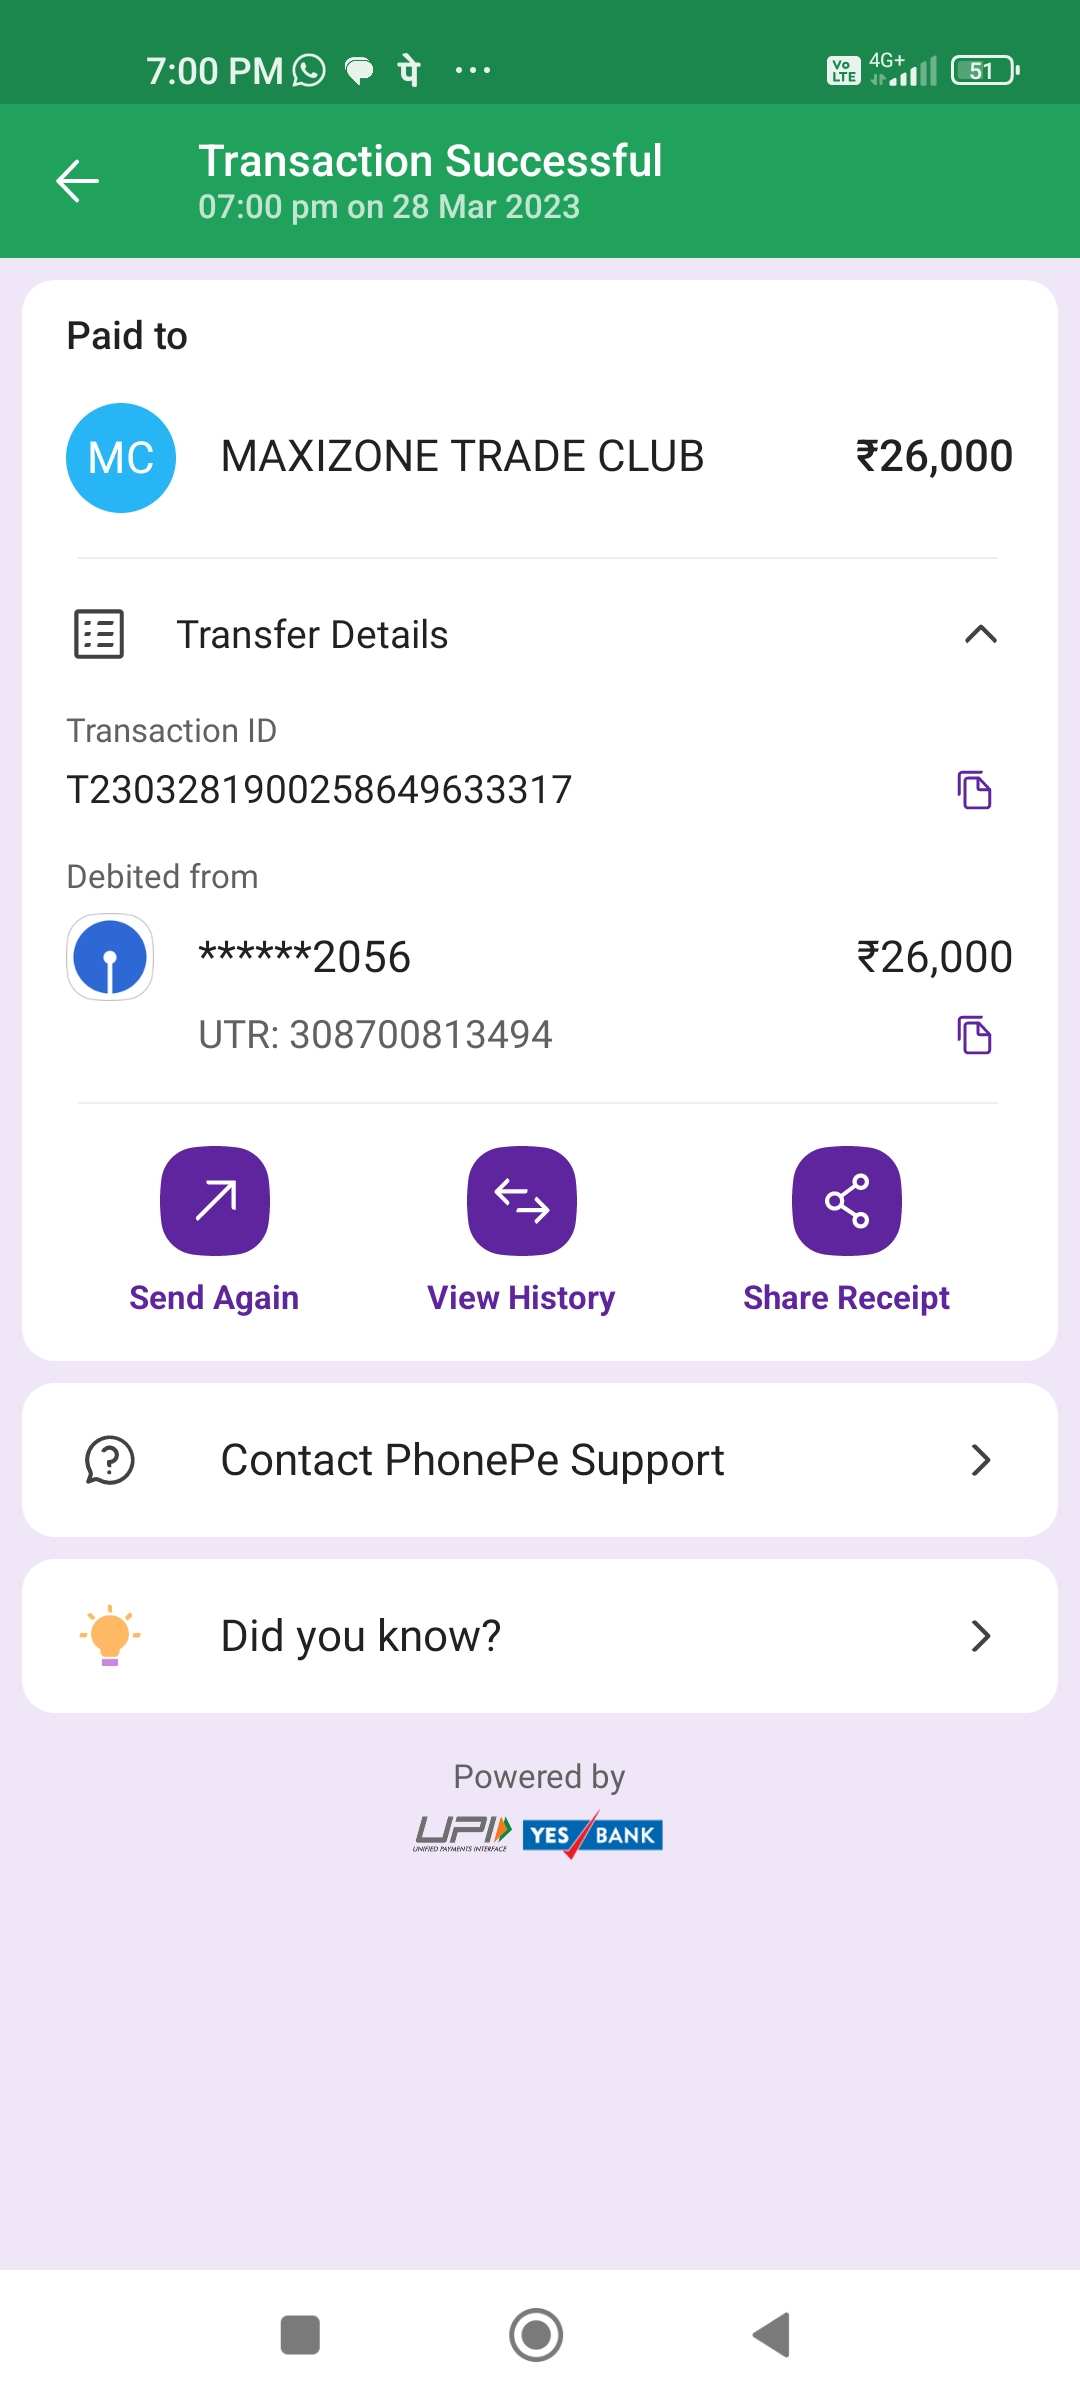 7:00 PM पे ... Vo LTE 4G+ 51
Transaction Successful
07:00 pm on 28 Mar 2023
Paid to
MC MAXIZONE TRADE CLUB ₹26,000
Transfer Details
Transaction ID
T2303281900258649633317
Debited from
******2056 ₹26,000
UTR: 308700813494
Send Again View History Share Receipt
Contact PhonePe Support
Did you know?
Powered by
UPI UNIFIED PAYMENTS INTERFACE YES BANK